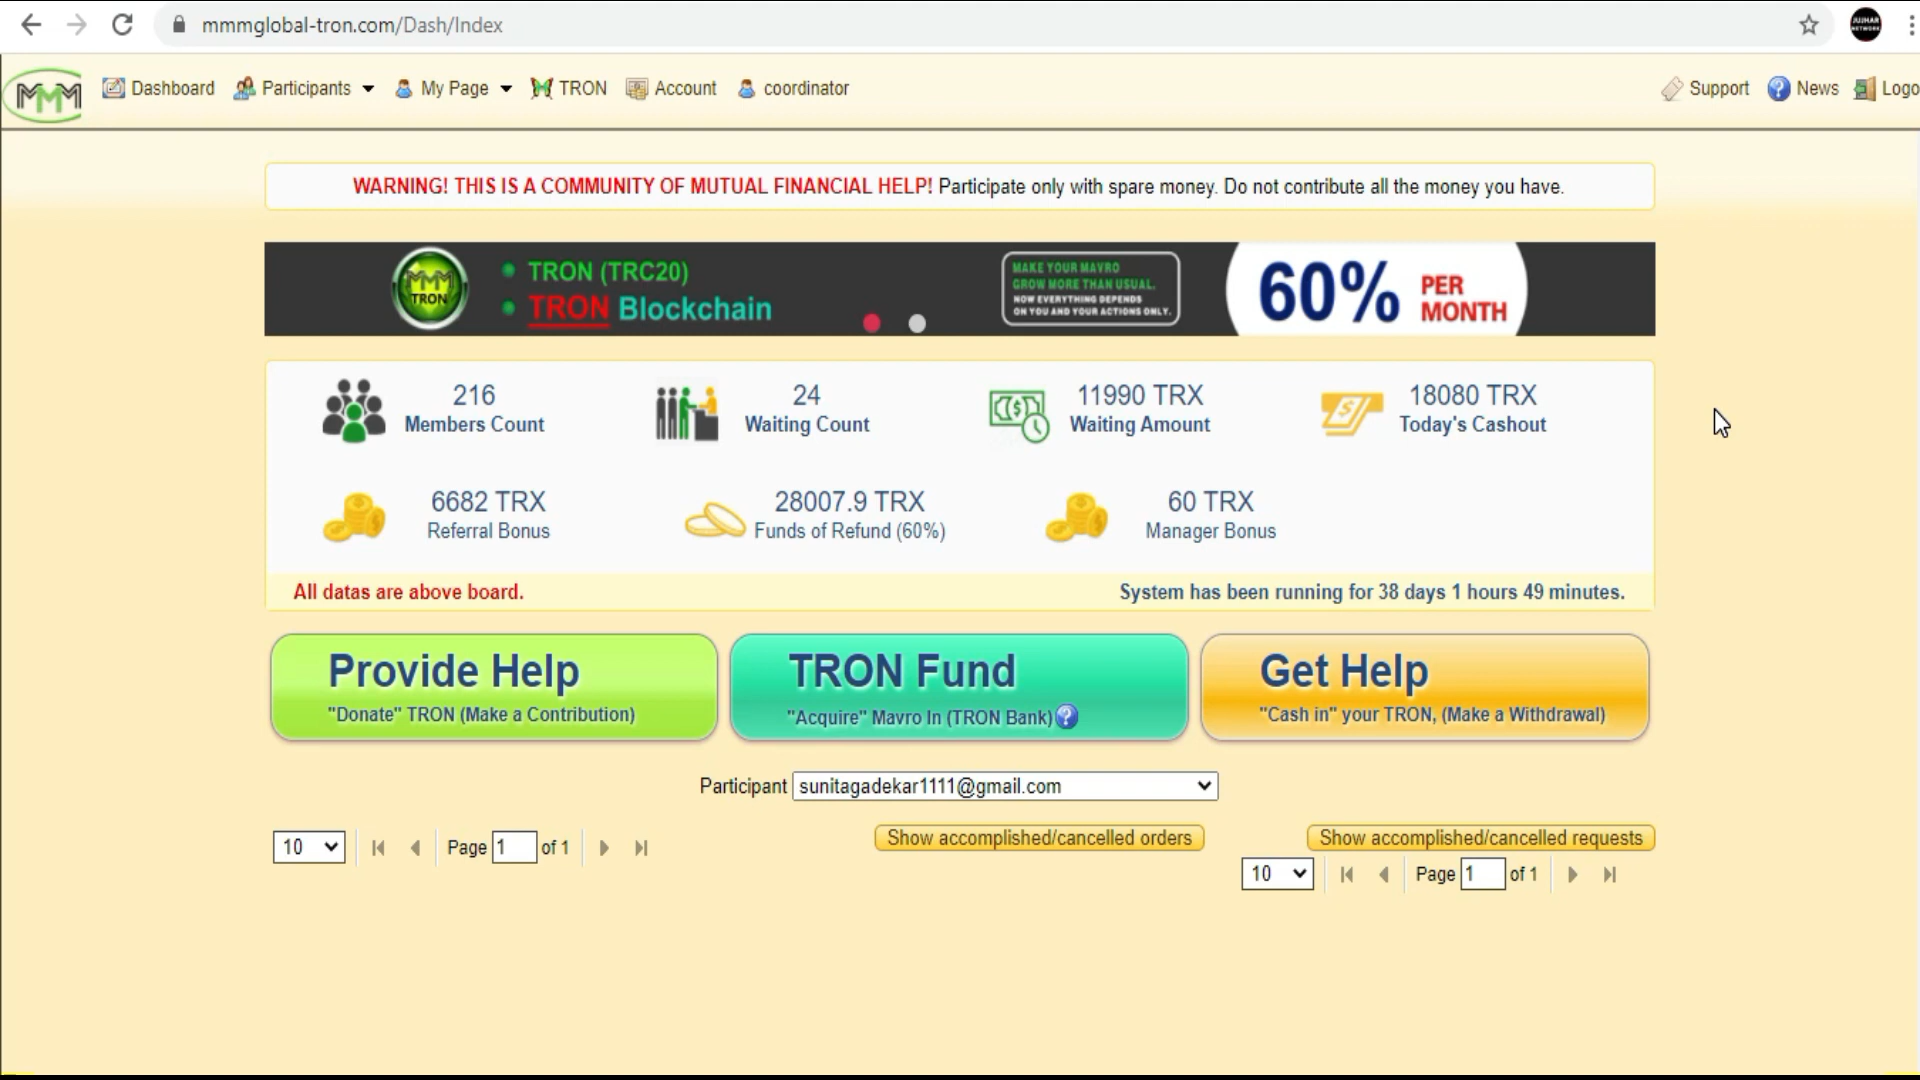 mmmglobal-tron.com/Dash/Index
JUJHAR
NETWORK
MMM
Dashboard
Participants
My Page
TRON
Account
coordinator
Support
News
Logo
WARNING! THIS IS A COMMUNITY OF MUTUAL FINANCIAL HELP! Participate only with spare money. Do not contribute all the money you have.
MMM
TRON
TRON (TRC20)
TRON Blockchain
MAKE YOUR MAVRO
GROW MORE THAN USUAL.
NOW EVERYTHING DEPENDS
ON YOU AND YOUR ACTIONS ONLY.
60% PER
MONTH
216
Members Count
24
Waiting Count
11990 TRX
Waiting Amount
18080 TRX
Today's Cashout
6682 TRX
Referral Bonus
28007.9 TRX
Funds of Refund (60%)
60 TRX
Manager Bonus
All datas are above board.
System has been running for 38 days 1 hours 49 minutes.
Provide Help
"Donate" TRON (Make a Contribution)
TRON Fund
"Acquire" Mavro In (TRON Bank)
Get Help
"Cash in" your TRON, (Make a Withdrawal)
Participant sunitagadekar1111@gmail.com
10 Page 1 of 1
Show accomplished/cancelled orders
Show accomplished/cancelled requests
10 Page 1 of 1